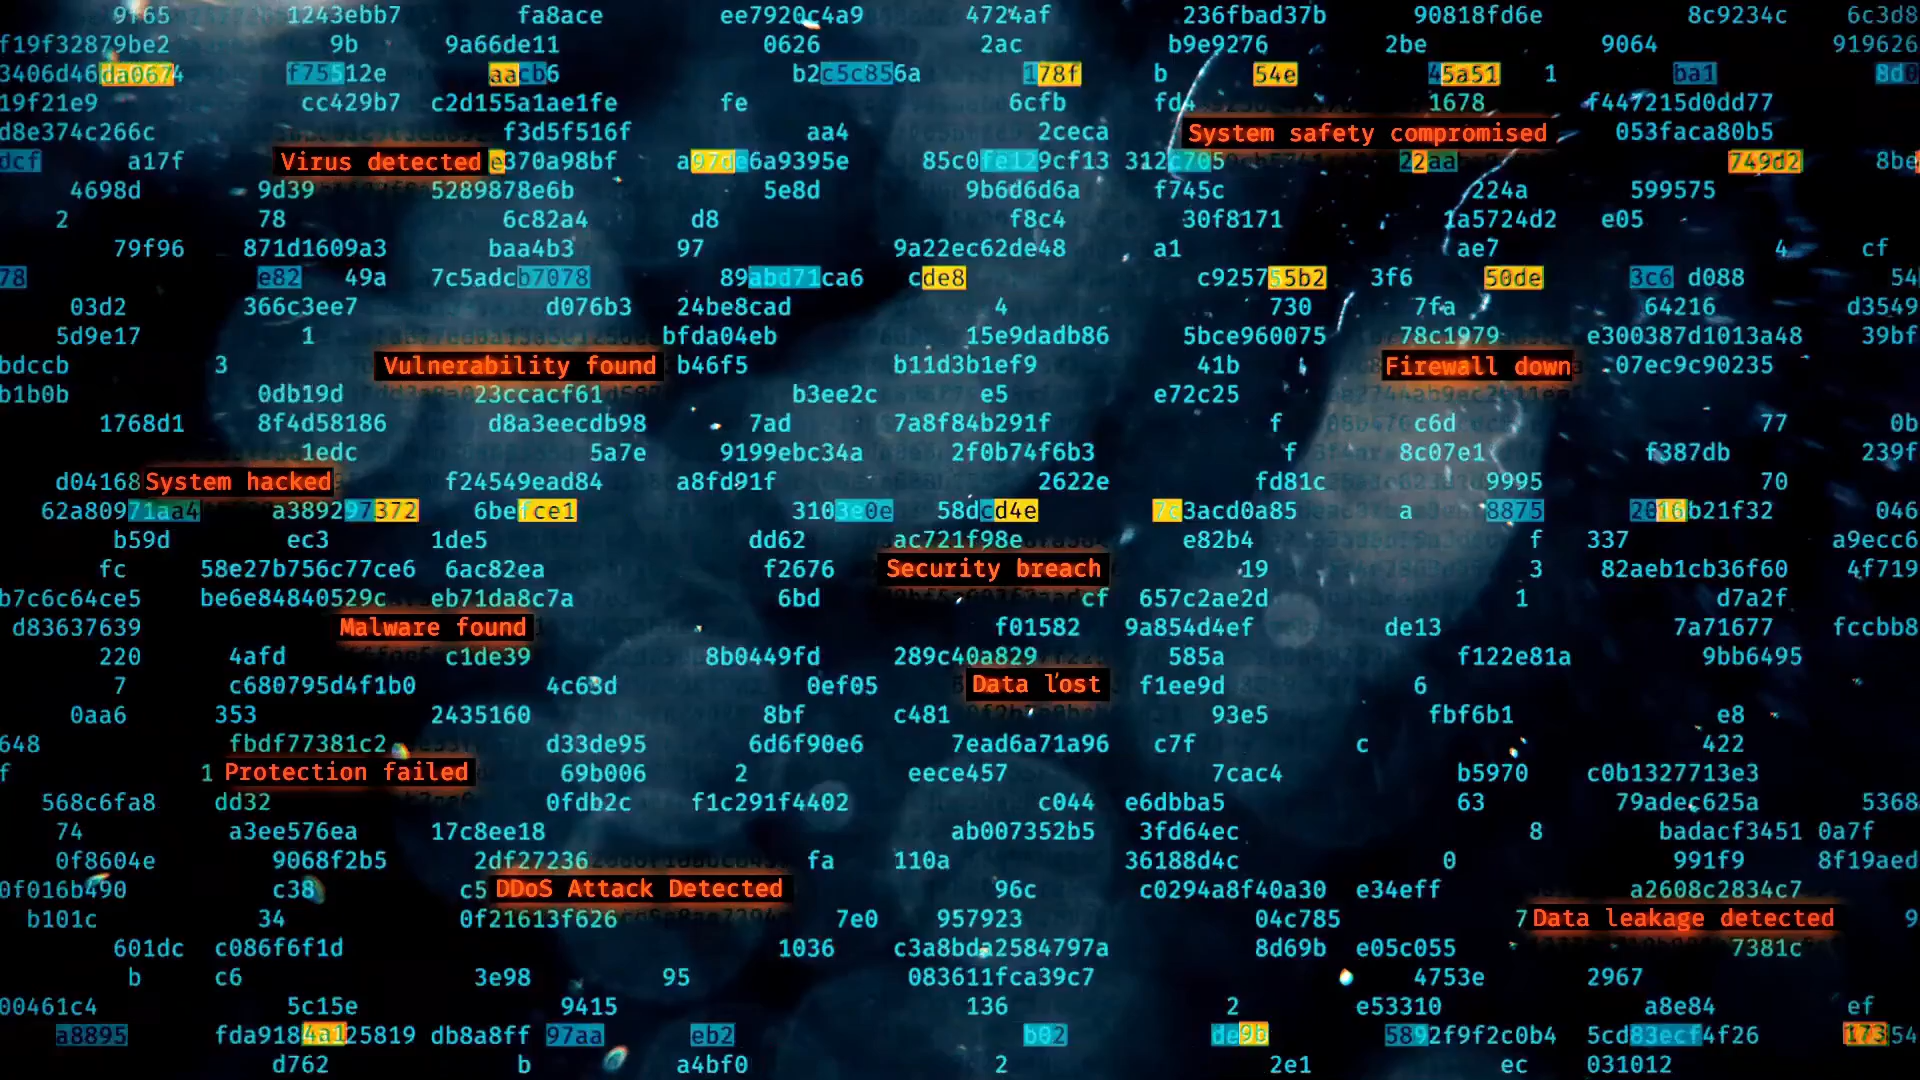 9f65 1243ebb7 fa8ace ee7920c4a9 4724af 236fbad37b 90818fd6e 8c9234c 6c3d8
f19f32879be2 9b 9a66de11 0626 2ac b9e9276 2be 9064 919626
3406d46da0674 f75512e aacb6 b2c5c856a 178f b 54e 45a51 1 ba1 8d0
19f21e9 cc429b7 c2d155a1ae1fe fe 6cfb fd4 1678 f447215d0dd77
d8e374c266c f3d5f516f aa4 2ceca System safety compromised 053faca80b5
dcf a17f Virus detected e370a98bf a97de6a9395e 85c0fe129cf13 312c705 22aa 749d2 8be
4698d 9d39 5289878e6b 5e8d 9b6d6d6a f745c 224a 599575
2 78 6c82a4 d8 f8c4 30f8171 1a5724d2 e05
79f96 871d1609a3 baa4b3 97 9a22ec62de48 a1 ae7 4 cf
78 e82 49a 7c5adcb7078 89abd71ca6 cde8 c925755b2 3f6 50de 3c6 d088 54
03d2 366c3ee7 d076b3 24be8cad 4 730 7fa 64216 d3549
5d9e17 1 bfda04eb 15e9dadb86 5bce960075 78c1979 e300387d1013a48 39bf
bdccb 3 Vulnerability found b46f5 b11d3b1ef9 41b Firewall down 07ec9c90235
b1b0b 0db19d 23ccacf61 b3ee2c e5 e72c25
1768d1 8f4d58186 d8a3eecdb98 7ad 7a8f84b291f f c6d 77 0b
1edc 5a7e 9199ebc34a 2f0b74f6b3 f 8c07e1 f387db 239f
d04168 System hacked f24549ead84 a8fd91f 2622e fd81c 9995 70
62a80971aa4 a389297372 6befce1 3103e0e 58dcd4e 7c3acd0a85 a 8875 2016b21f32 046
b59d ec3 1de5 dd62 ac721f98e e82b4 f 337 a9ecc6
fc 58e27b756c77ce6 6ac82ea f2676 Security breach 19 3 82aeb1cb36f60 4f719
b7c6c64ce5 be6e84840529c eb71da8c7a 6bd cf 657c2ae2d 1 d7a2f
d83637639 Malware found f01582 9a854d4ef de13 7a71677 fccbb8
220 4afd c1de39 8b0449fd 289c40a829 585a f122e81a 9bb6495
7 c680795d4f1b0 4c63d 0ef05 Data lost f1ee9d 6
0aa6 353 2435160 8bf c481 93e5 fbf6b1 e8
648 fbdf77381c2 d33de95 6d6f90e6 7ead6a71a96 c7f c 422
f 1 Protection failed 69b006 2 eece457 7cac4 b5970 c0b1327713e3
568c6fa8 dd32 0fdb2c f1c291f4402 c044 e6dbba5 63 79adec625a 5368
74 a3ee576ea 17c8ee18 ab007352b5 3fd64ec 8 badacf3451 0a7f
0f8604e 9068f2b5 2df27236 fa 110a 36188d4c 0 991f9 8f19aed
0f016b490 c38 c5 DDoS Attack Detected 96c c0294a8f40a30 e34eff a2608c2834c7
b101c 34 0f21613f626 7e0 957923 04c785 7 Data leakage detected 9
601dc c086f6f1d 1036 c3a8bda2584797a 8d69b e05c055 7381c
b c6 3e98 95 083611fca39c7 4753e 2967
00461c4 5c15e 9415 136 2 e53310 a8e84 ef
a8895 fda9184a125819 db8a8ff 97aa eb2 b02 de9b 5892f9f2c0b4 5cd83ecf4f26 17354
d762 b a4bf0 2 2e1 ec 031012